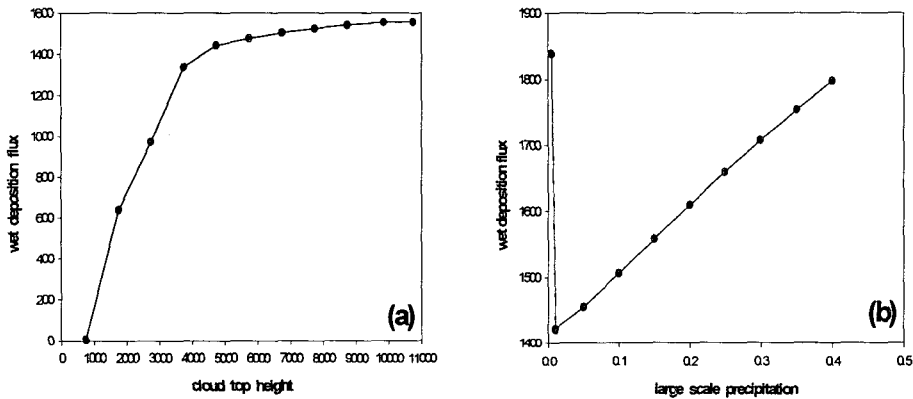 1600
1400
1200
1000
800
600
400
200
0
wet deposition flux
0 1000 2000 3000 4000 5000 6000 7000 8000 9000 10000 11000
cloud top height
(a)
1900
1800
1700
1600
1500
1400
wet deposition flux
0.0 0.1 0.2 0.3 0.4 0.5
large scale precipitation
(b)